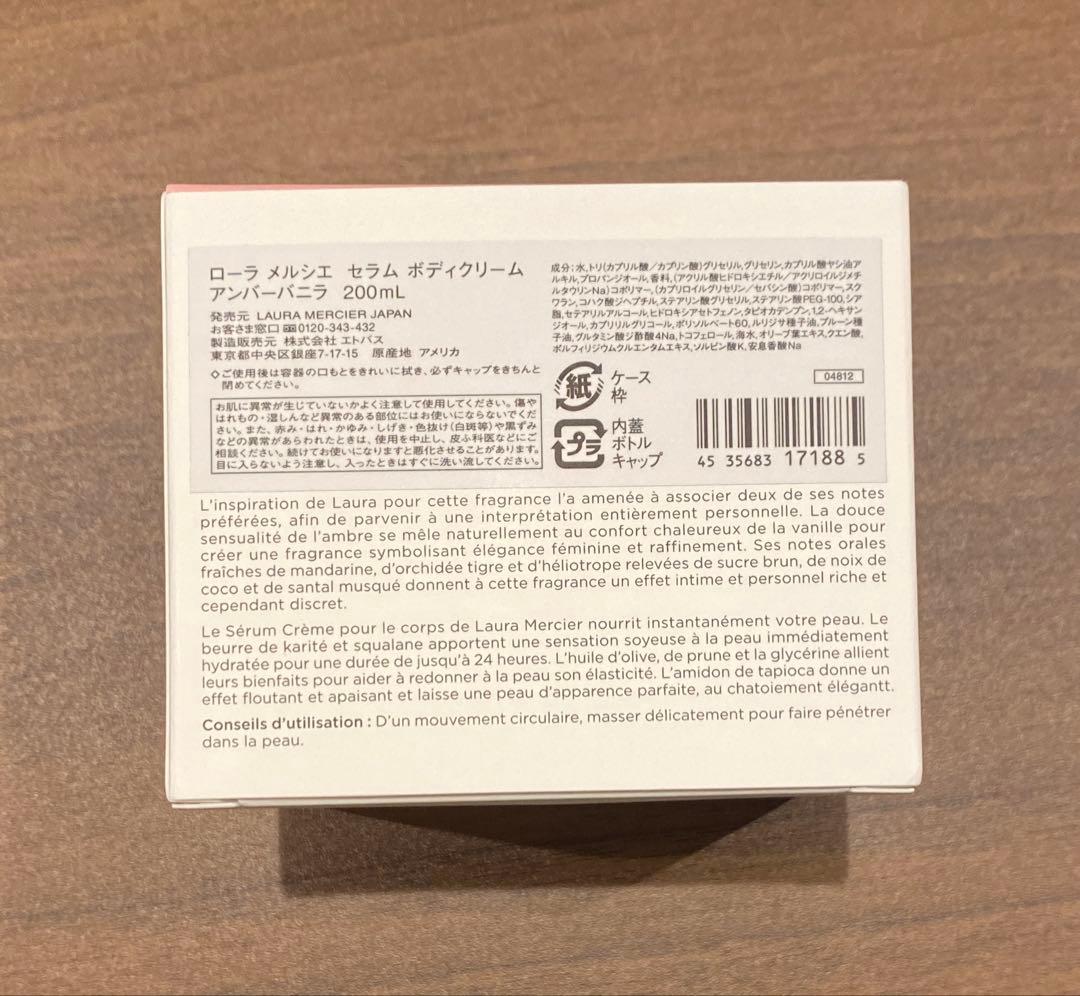 ローラ メルシエ セラム ボディクリーム
アンバーバニラ 200mL
発売元 LAURA MERCIER JAPAN
お客さま窓口 0120-343-432
製造販売元 株式会社 エトバス
東京都中央区銀座7-17-15 原産地 アメリカ
◇ご使用後は容器の口もとをきれいに拭き、必ずキャップをきちんと
閉めてください。
お肌に異常が生じていないかよく注意して使用してください。傷や
はれもの・湿しんなど異常のある部位にはお使いにならないでくだ
さい。また、赤み・はれ・かゆみ・しげき・色抜け(白斑等)や黒ずみ
などの異常があらわれたときは、使用を中止し、皮ふ科医などにご
相談ください。続けてお使いになりますと悪化させることがあります。
目に入らないよう注意し、入ったときはすぐに洗い流してください。
成分:水,トリ(カプリル酸/カプリン酸)グリセリル,グリセリン,カプリル酸ヤシ油ア
ルキル,プロパンジオール,香料,(アクリル酸ヒドロキシエチル/アクリロイルジメチ
ルタウリンNa)コポリマー,(カプリロイルグリセリン/セバシン酸)コポリマー,スク
ワラン,コハク酸ジヘプチル,ステアリン酸グリセリル,ステアリン酸PEG-100,シア
脂,セテアリルアルコール,ヒドロキシアセトフェノン,タピオカデンプン,1,2-ヘキサン
ジオール,カプリリルグリコール,ポリソルベート60,ルリジサ種子油,プルーン種
子油,グルタミン酸ジ酢酸4Na,トコフェロール,海水,オリーブ葉エキス,クエン酸,
ポルフィリジウムクルエンタムエキス,ソルビン酸K,安息香酸Na
紙
ケース
枠
プラ
内蓋
ボトル
キャップ
04812
45 35683 17188 5
L'inspiration de Laura pour cette fragrance l'a amenée à associer deux de ses notes
préférées, afin de parvenir à une interprétation entièrement personnelle. La douce
sensualité de l'ambre se mêle naturellement au confort chaleureux de la vanille pour
créer une fragrance symbolisant élégance féminine et raffinement. Ses notes orales
fraîches de mandarine, d'orchidée tigre et d'héliotrope relevées de sucre brun, de noix de
coco et de santal musqué donnent à cette fragrance un effet intime et personnel riche et
cependant discret.
Le Sérum Crème pour le corps de Laura Mercier nourrit instantanément votre peau. Le
beurre de karité et squalane apportent une sensation soyeuse à la peau immédiatement
hydratée pour une durée de jusqu'à 24 heures. L'huile d'olive, de prune et la glycérine allient
leurs bienfaits pour aider à redonner à la peau son élasticité. L'amidon de tapioca donne un
effet floutant et apaisant et laisse une peau d'apparence parfaite, au chatoiement élégantt.
Conseils d'utilisation : D'un mouvement circulaire, masser délicatement pour faire pénétrer
dans la peau.